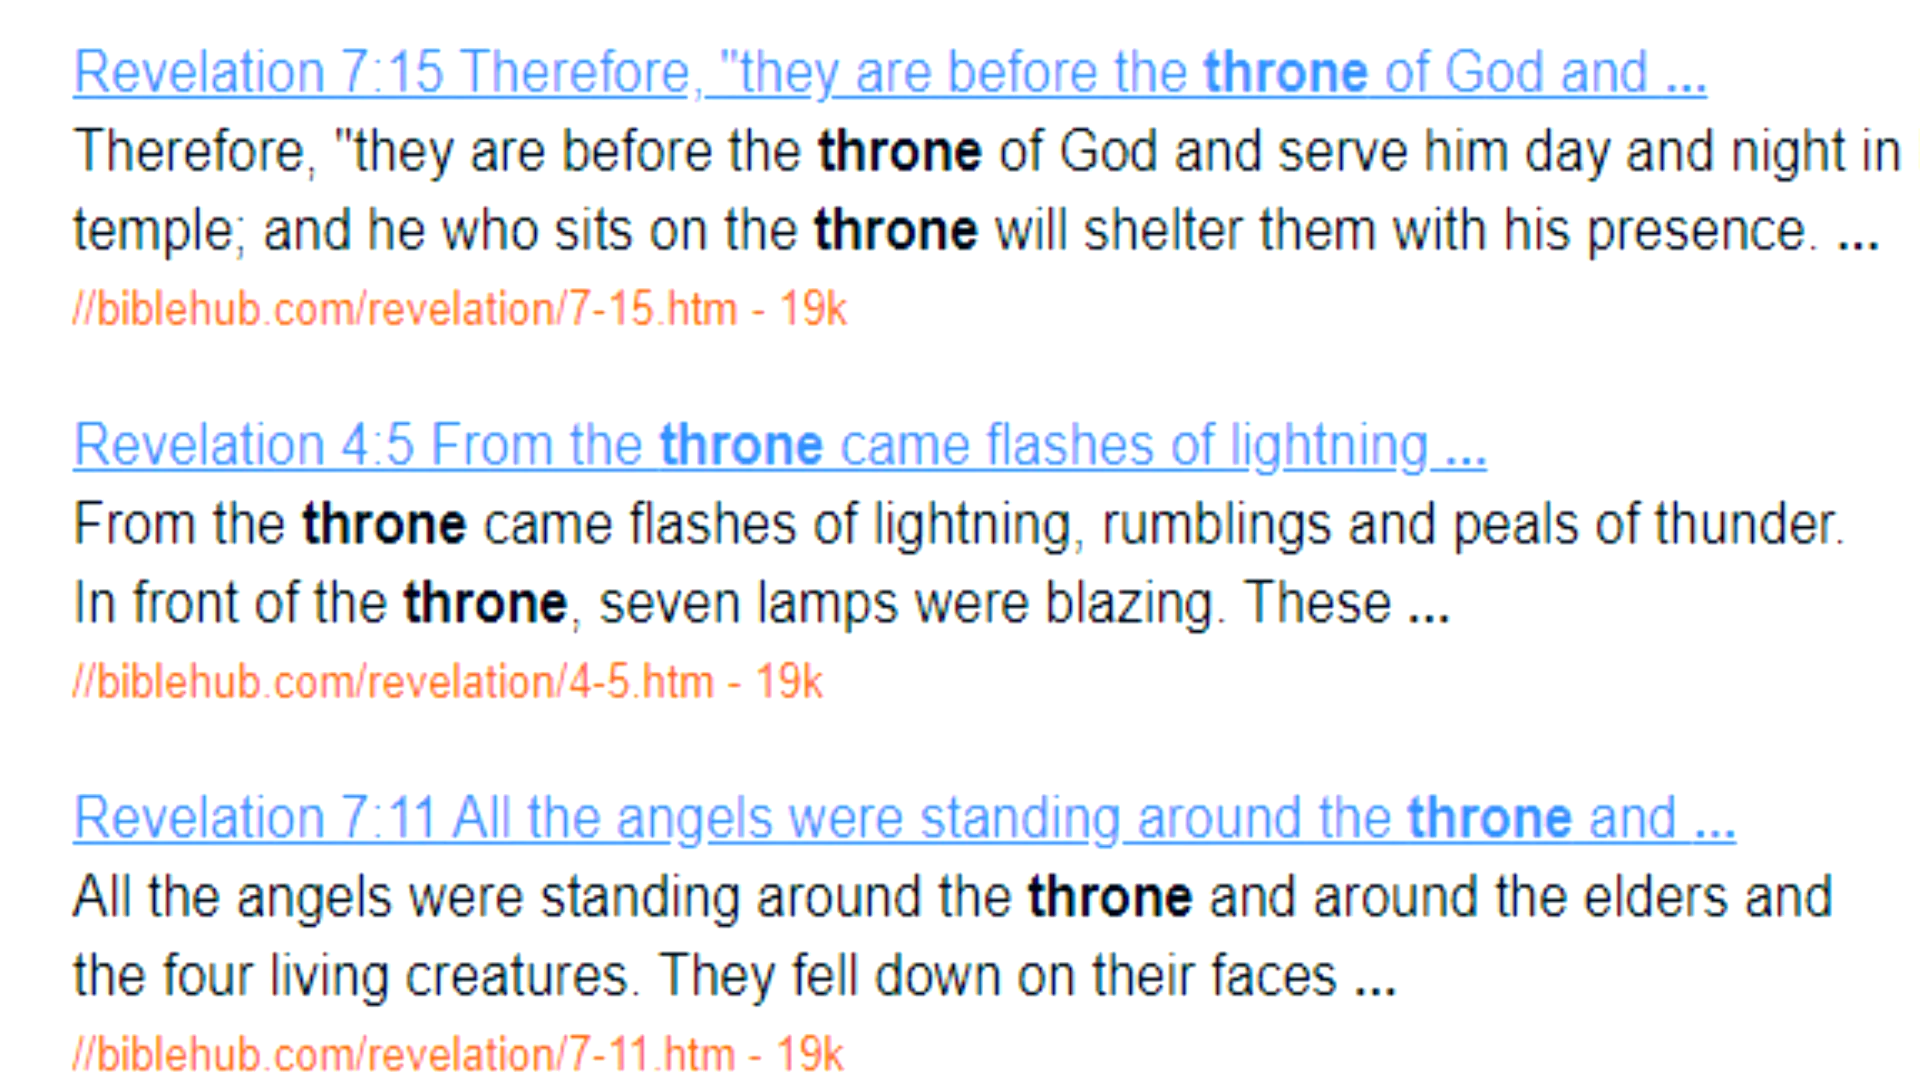 Revelation 7:15 Therefore, "they are before the throne of God and ...
Therefore, "they are before the throne of God and serve him day and night in
temple; and he who sits on the throne will shelter them with his presence. ...
//biblehub.com/revelation/7-15.htm - 19k
Revelation 4:5 From the throne came flashes of lightning ...
From the throne came flashes of lightning, rumblings and peals of thunder.
In front of the throne, seven lamps were blazing. These ...
//biblehub.com/revelation/4-5.htm - 19k
Revelation 7:11 All the angels were standing around the throne and ...
All the angels were standing around the throne and around the elders and
the four living creatures. They fell down on their faces ...
//biblehub.com/revelation/7-11.htm - 19k